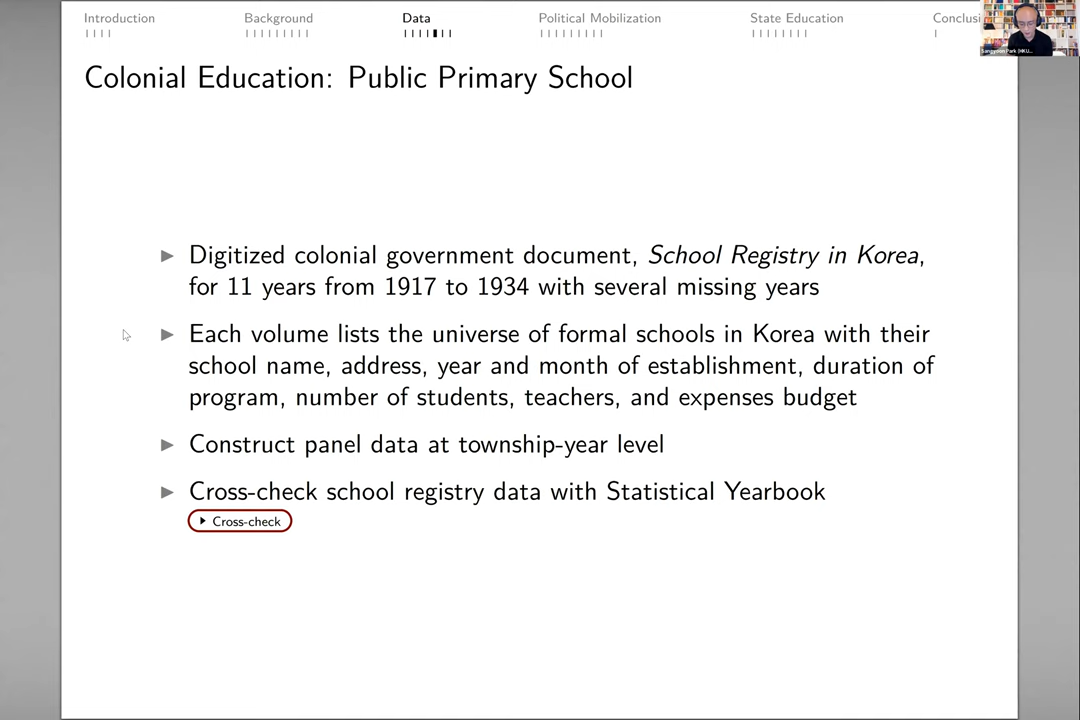 Introduction Background Data Political Mobilization State Education Conclusi
Sangyoon Park (HKU...
Colonial Education: Public Primary School
Digitized colonial government document, School Registry in Korea,
for 11 years from 1917 to 1934 with several missing years
Each volume lists the universe of formal schools in Korea with their
school name, address, year and month of establishment, duration of
program, number of students, teachers, and expenses budget
Construct panel data at township-year level
Cross-check school registry data with Statistical Yearbook
Cross-check